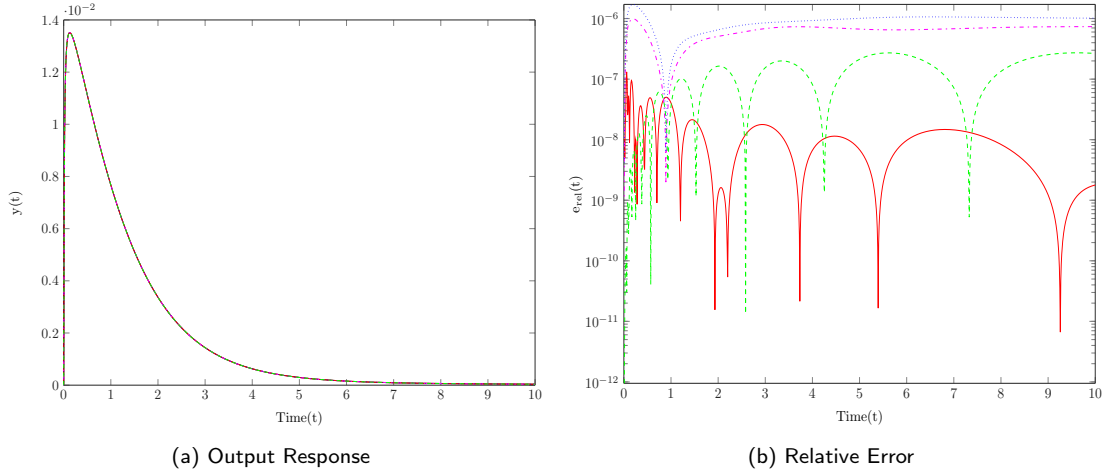 ·10⁻²
1.4
1.2
1
0.8
0.6
0.4
0.2
0
y(t)
0 1 2 3 4 5 6 7 8 9 10
Time(t)
(a) Output Response
10⁻⁶
10⁻⁷
10⁻⁸
10⁻⁹
10⁻¹⁰
10⁻¹¹
10⁻¹²
e_rel(t)
0 1 2 3 4 5 6 7 8 9 10
Time(t)
(b) Relative Error